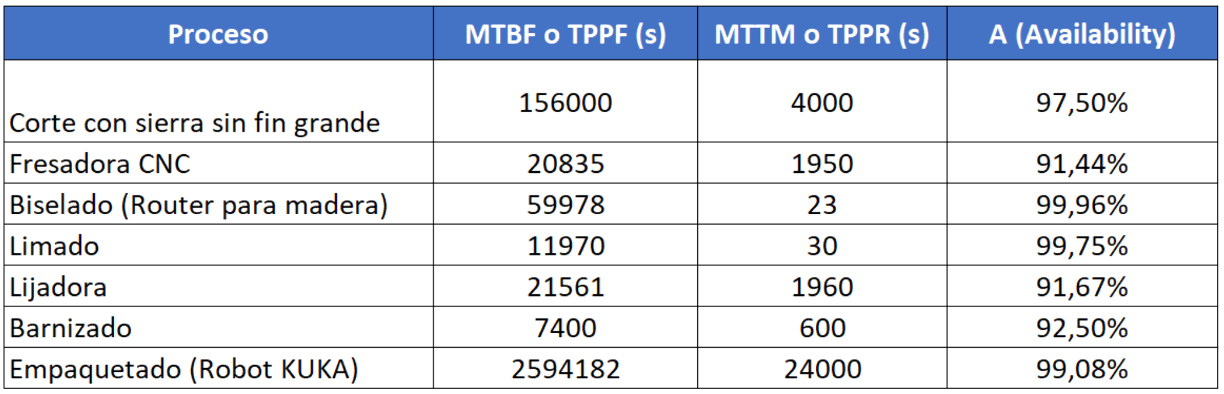 Proceso MTBF o TPPF (s) MTTM o TPPR (s) A (Availability)
Corte con sierra sin fin grande 156000 4000 97,50%
Fresadora CNC 20835 1950 91,44%
Biselado (Router para madera) 59978 23 99,96%
Limado 11970 30 99,75%
Lijadora 21561 1960 91,67%
Barnizado 7400 600 92,50%
Empaquetado (Robot KUKA) 2594182 24000 99,08%